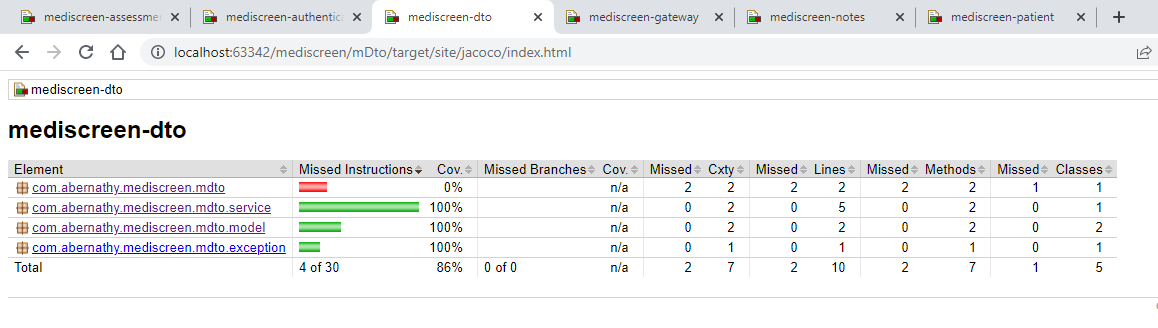 mediscreen-assessme
mediscreen-authentica
mediscreen-dto
mediscreen-gateway
mediscreen-notes
mediscreen-patient
localhost:63342/mediscreen/mDto/target/site/jacoco/index.html
mediscreen-dto
mediscreen-dto
Element Missed Instructions Cov. Missed Branches Cov. Missed Cxty Missed Lines Missed Methods Missed Classes
com.abernathy.mediscreen.mdto 0% n/a 2 2 2 2 2 2 1 1
com.abernathy.mediscreen.mdto.service 100% n/a 0 2 0 5 0 2 0 1
com.abernathy.mediscreen.mdto.model 100% n/a 0 2 0 2 0 2 0 2
com.abernathy.mediscreen.mdto.exception 100% n/a 0 1 0 1 0 1 0 1
Total 4 of 30 86% 0 of 0 n/a 2 7 2 10 2 7 1 5